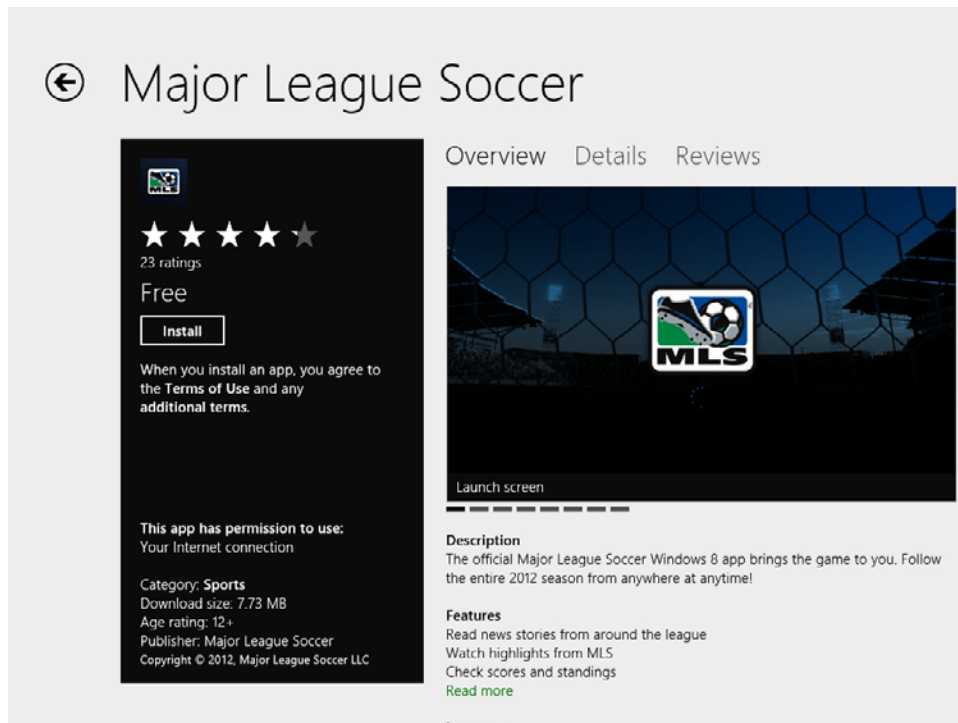 Major League Soccer
MLS
23 ratings
Free
Install
When you install an app, you agree to
the Terms of Use and any
additional terms.
This app has permission to use:
Your Internet connection
Category: Sports
Download size: 7.73 MB
Age rating: 12+
Publisher: Major League Soccer
Copyright © 2012, Major League Soccer LLC
Overview Details Reviews
MLS
Launch screen
Description
The official Major League Soccer Windows 8 app brings the game to you. Follow
the entire 2012 season from anywhere at anytime!
Features
Read news stories from around the league
Watch highlights from MLS
Check scores and standings
Read more